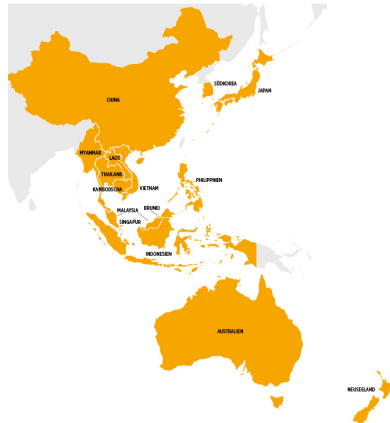 SÜDKOREA
JAPAN
CHINA
MYANMAR
LAOS
THAILAND
KAMBODSCHA
VIETNAM
PHILIPPINEN
MALAYSIA
BRUNEI
SINGAPUR
INDONESIEN
AUSTRALIEN
NEUSEELAND